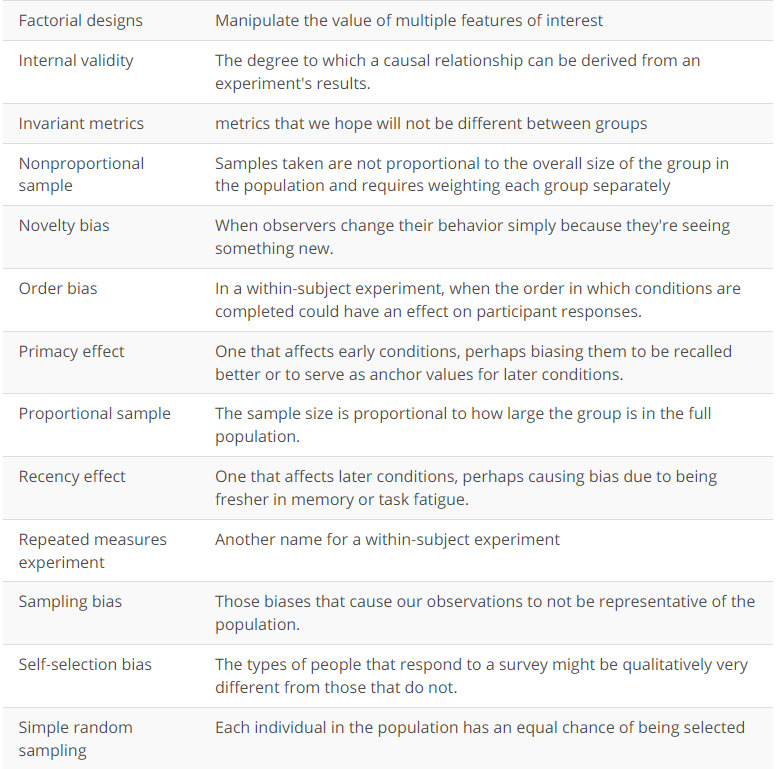 Factorial designs Manipulate the value of multiple features of interest
Internal validity The degree to which a causal relationship can be derived from an
experiment's results.
Invariant metrics metrics that we hope will not be different between groups
Nonproportional Samples taken are not proportional to the overall size of the group in
sample the population and requires weighting each group separately
Novelty bias When observers change their behavior simply because they're seeing
something new.
Order bias In a within-subject experiment, when the order in which conditions are
completed could have an effect on participant responses.
Primacy effect One that affects early conditions, perhaps biasing them to be recalled
better or to serve as anchor values for later conditions.
Proportional sample The sample size is proportional to how large the group is in the full
population.
Recency effect One that affects later conditions, perhaps causing bias due to being
fresher in memory or task fatigue.
Repeated measures Another name for a within-subject experiment
experiment
Sampling bias Those biases that cause our observations to not be representative of the
population.
Self-selection bias The types of people that respond to a survey might be qualitatively very
different from those that do not.
Simple random Each individual in the population has an equal chance of being selected
sampling